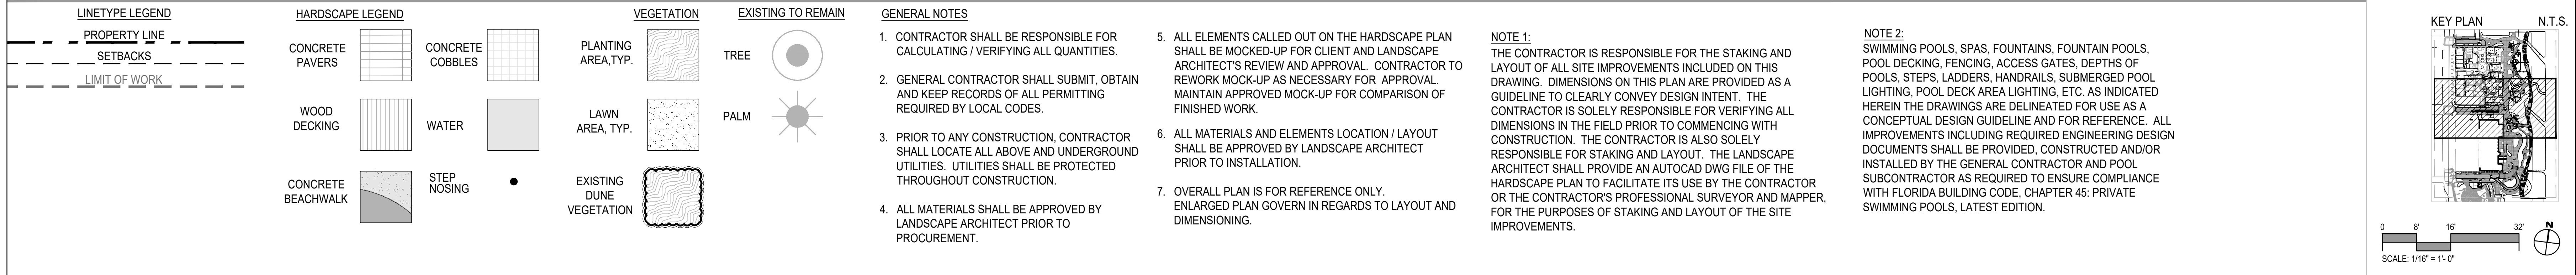 LINETYPE LEGEND
PROPERTY LINE
SETBACKS
LIMIT OF WORK
HARDSCAPE LEGEND
CONCRETE
PAVERS
CONCRETE
COBBLES
WOOD
DECKING
WATER
CONCRETE
BEACHWALK
STEP
NOSING
VEGETATION
PLANTING
AREA,TYP.
LAWN
AREA, TYP.
EXISTING
DUNE
VEGETATION
EXISTING TO REMAIN
TREE
PALM
GENERAL NOTES
1. CONTRACTOR SHALL BE RESPONSIBLE FOR
CALCULATING / VERIFYING ALL QUANTITIES.
2. GENERAL CONTRACTOR SHALL SUBMIT, OBTAIN
AND KEEP RECORDS OF ALL PERMITTING
REQUIRED BY LOCAL CODES.
3. PRIOR TO ANY CONSTRUCTION, CONTRACTOR
SHALL LOCATE ALL ABOVE AND UNDERGROUND
UTILITIES. UTILITIES SHALL BE PROTECTED
THROUGHOUT CONSTRUCTION.
4. ALL MATERIALS SHALL BE APPROVED BY
LANDSCAPE ARCHITECT PRIOR TO
PROCUREMENT.
5. ALL ELEMENTS CALLED OUT ON THE HARDSCAPE PLAN
SHALL BE MOCKED-UP FOR CLIENT AND LANDSCAPE
ARCHITECT'S REVIEW AND APPROVAL. CONTRACTOR TO
REWORK MOCK-UP AS NECESSARY FOR APPROVAL.
MAINTAIN APPROVED MOCK-UP FOR COMPARISON OF
FINISHED WORK.
6. ALL MATERIALS AND ELEMENTS LOCATION / LAYOUT
SHALL BE APPROVED BY LANDSCAPE ARCHITECT
PRIOR TO INSTALLATION.
7. OVERALL PLAN IS FOR REFERENCE ONLY.
ENLARGED PLAN GOVERN IN REGARDS TO LAYOUT AND
DIMENSIONING.
NOTE 1:
THE CONTRACTOR IS RESPONSIBLE FOR THE STAKING AND
LAYOUT OF ALL SITE IMPROVEMENTS INCLUDED ON THIS
DRAWING. DIMENSIONS ON THIS PLAN ARE PROVIDED AS A
GUIDELINE TO CLEARLY CONVEY DESIGN INTENT. THE
CONTRACTOR IS SOLELY RESPONSIBLE FOR VERIFYING ALL
DIMENSIONS IN THE FIELD PRIOR TO COMMENCING WITH
CONSTRUCTION. THE CONTRACTOR IS ALSO SOLELY
RESPONSIBLE FOR STAKING AND LAYOUT. THE LANDSCAPE
ARCHITECT SHALL PROVIDE AN AUTOCAD DWG FILE OF THE
HARDSCAPE PLAN TO FACILITATE ITS USE BY THE CONTRACTOR
OR THE CONTRACTOR'S PROFESSIONAL SURVEYOR AND MAPPER,
FOR THE PURPOSES OF STAKING AND LAYOUT OF THE SITE
IMPROVEMENTS.
NOTE 2:
SWIMMING POOLS, SPAS, FOUNTAINS, FOUNTAIN POOLS,
POOL DECKING, FENCING, ACCESS GATES, DEPTHS OF
POOLS, STEPS, LADDERS, HANDRAILS, SUBMERGED POOL
LIGHTING, POOL DECK AREA LIGHTING, ETC. AS INDICATED
HEREIN THE DRAWINGS ARE DELINEATED FOR USE AS A
CONCEPTUAL DESIGN GUIDELINE AND FOR REFERENCE. ALL
IMPROVEMENTS INCLUDING REQUIRED ENGINEERING DESIGN
DOCUMENTS SHALL BE PROVIDED, CONSTRUCTED AND/OR
INSTALLED BY THE GENERAL CONTRACTOR AND POOL
SUBCONTRACTOR AS REQUIRED TO ENSURE COMPLIANCE
WITH FLORIDA BUILDING CODE, CHAPTER 45: PRIVATE
SWIMMING POOLS, LATEST EDITION.
KEY PLAN N.T.S.
0 8' 16' 32'
N
SCALE: 1/16" = 1'- 0"